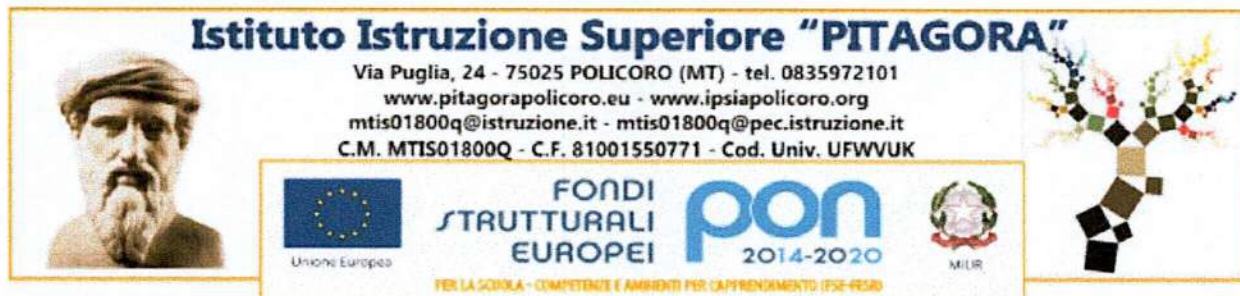 Istituto Istruzione Superiore “PITAGORA”
Via Puglia, 24 - 75025 POLICORO (MT) - tel. 0835972101
www.pitagorapolicoro.eu - www.ipsiapolicoro.org
mtis01800q@istruzione.it - mtis01800q@pec.istruzione.it
C.M. MTIS01800Q - C.F. 81001550771 - Cod. Univ. UFWVUK
Unione Europea
FONDI
STRUTTURALI
EUROPEI
pon
2014-2020
MIUR
PER LA SCUOLA - COMPETENZE E AMBIENTI PER L'APPRENDIMENTO (FSE-FESR)